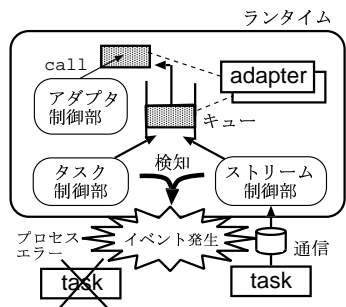 ランタイム
call
adapter
アダプタ
制御部
キュー
タスク
制御部
検知
ストリーム
制御部
プロセス
エラー
イベント発生
通信
task
task